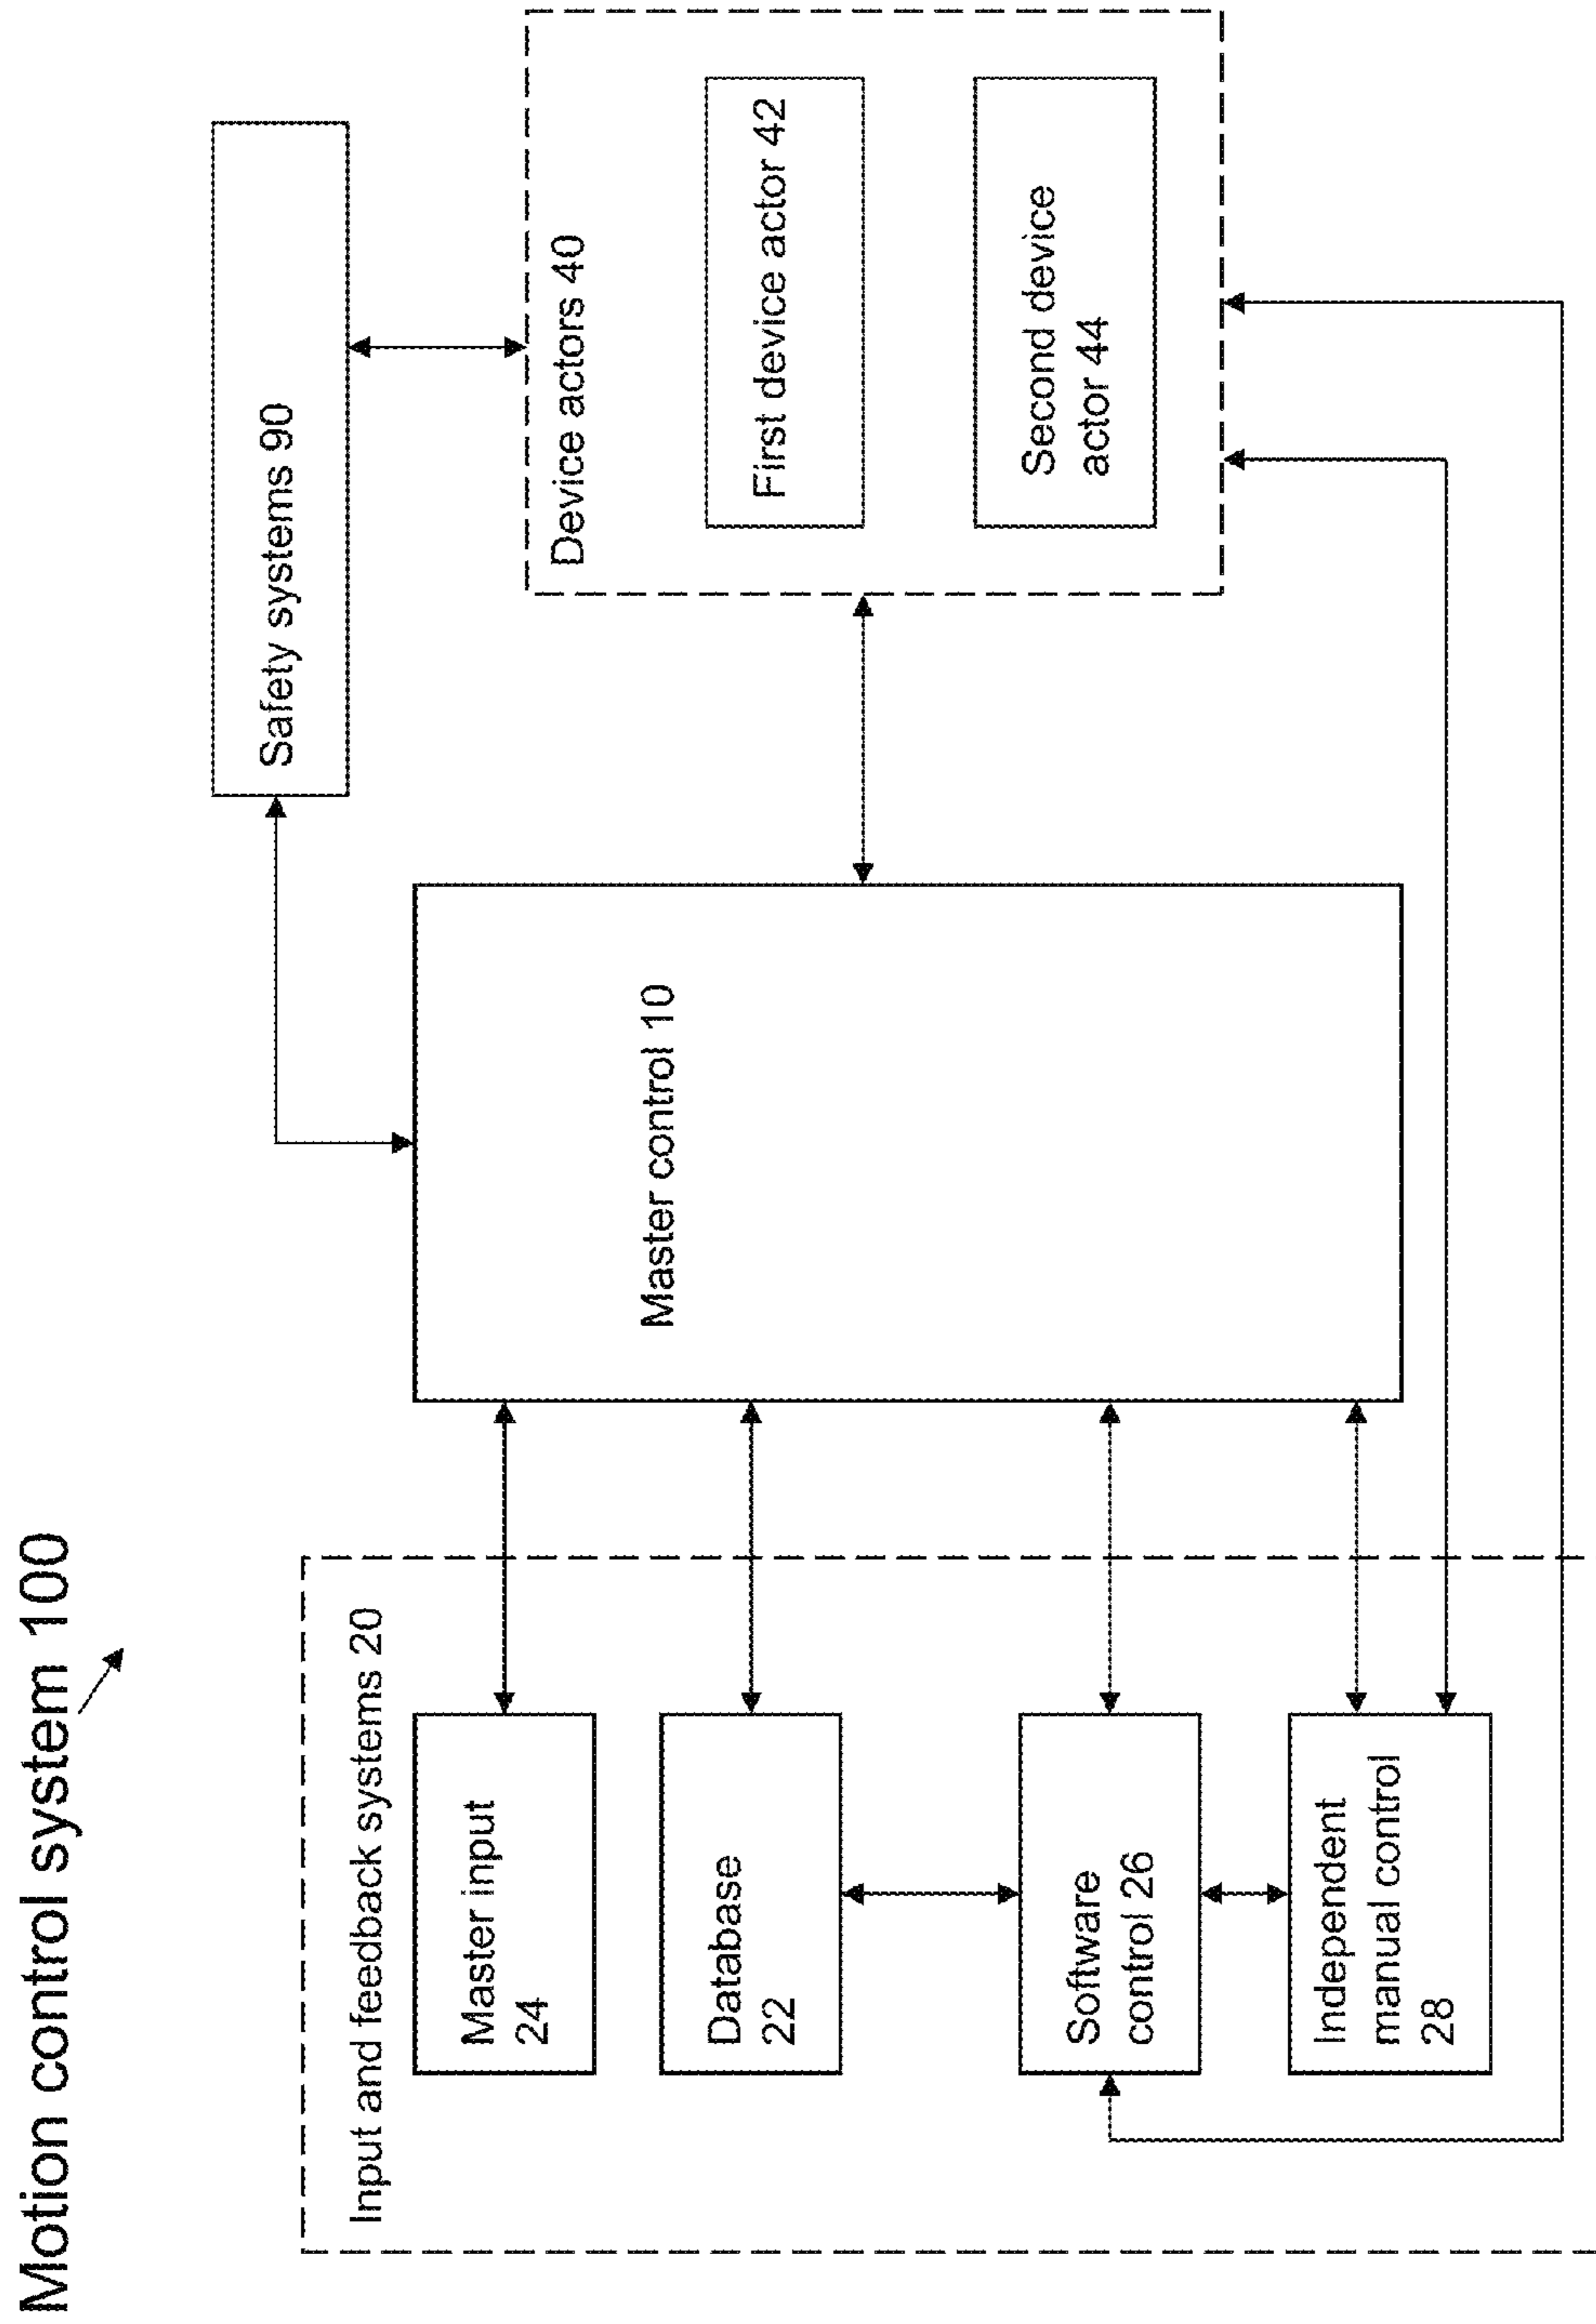 Motion control system 100
Safety systems 90
Input and feedback systems 20
Master input
24
Database
22
Software
control 26
Independent
manual control
28
Master control 10
Device actors 40
First device actor 42
Second device
actor 44